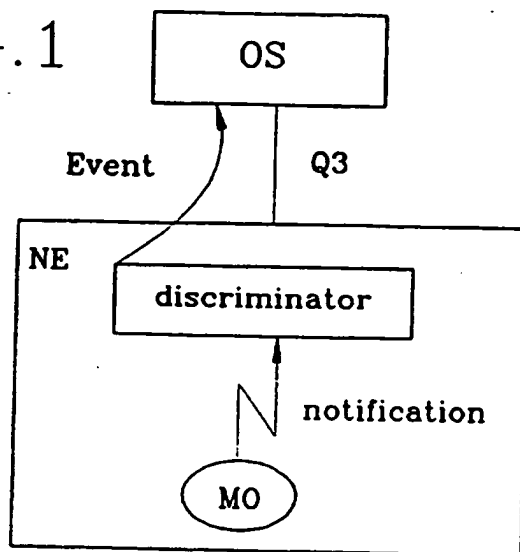 .1
OS
Event
Q3
NE
discriminator
notification
MO